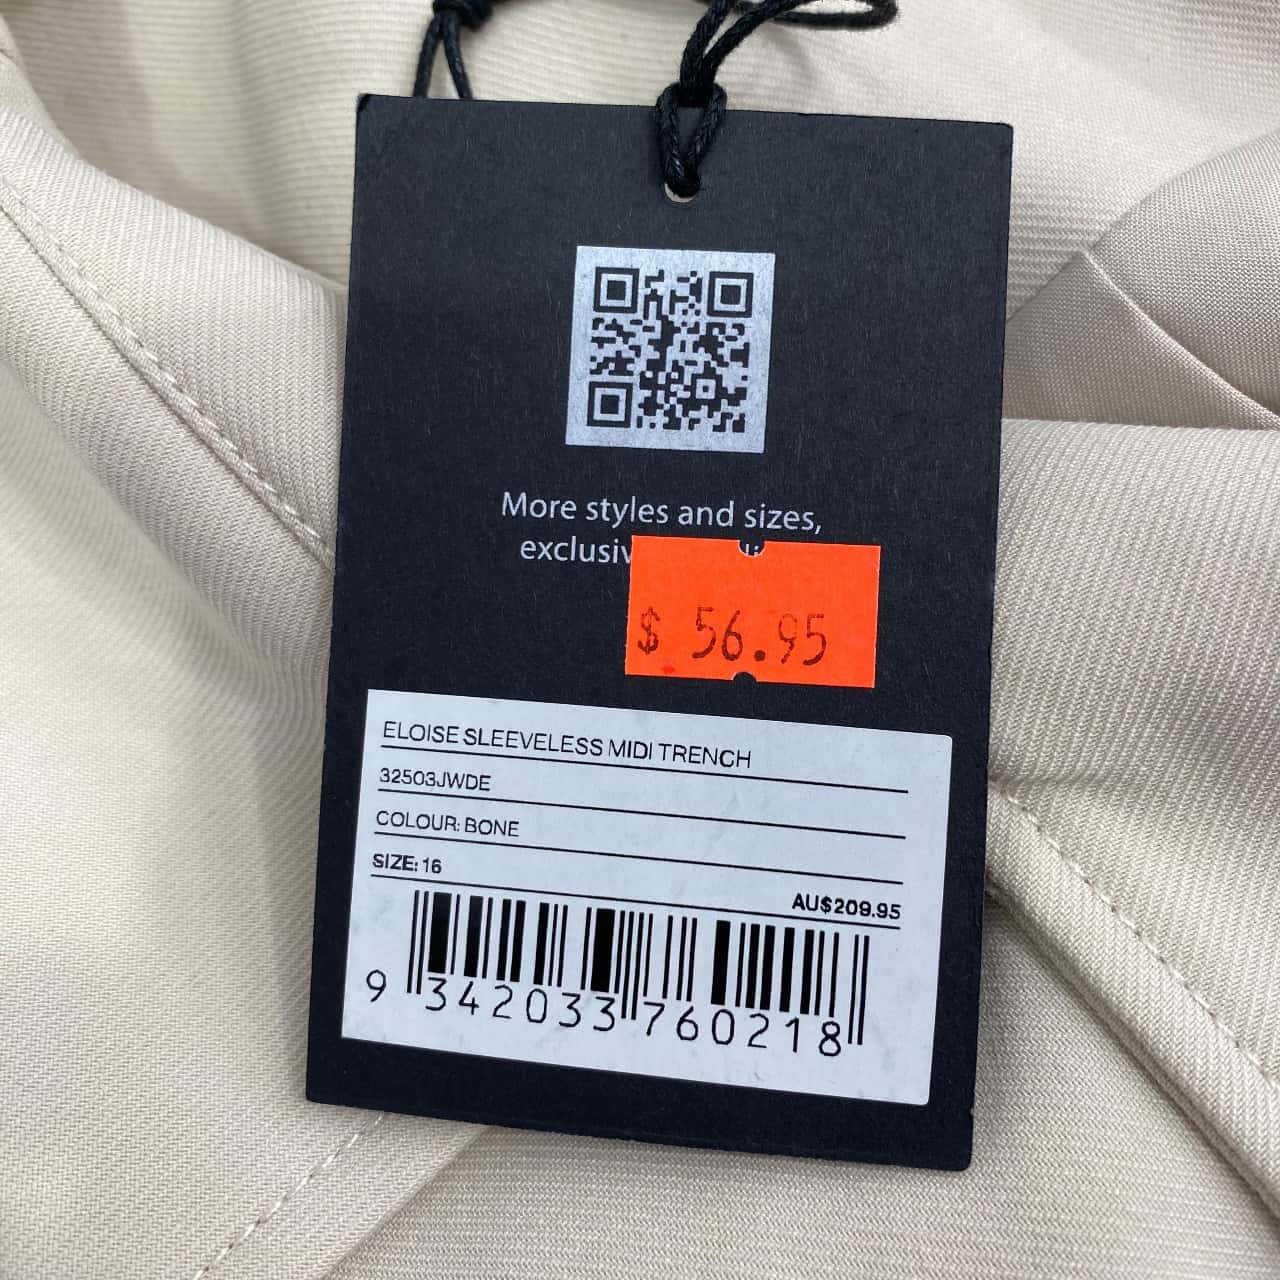 More styles and sizes,
$ 56.95
ELOISE SLEEVELESS MIDI TRENCH
32503JWDE
COLOUR: BONE
SIZE: 16
AU$209.95
9 342033 760218